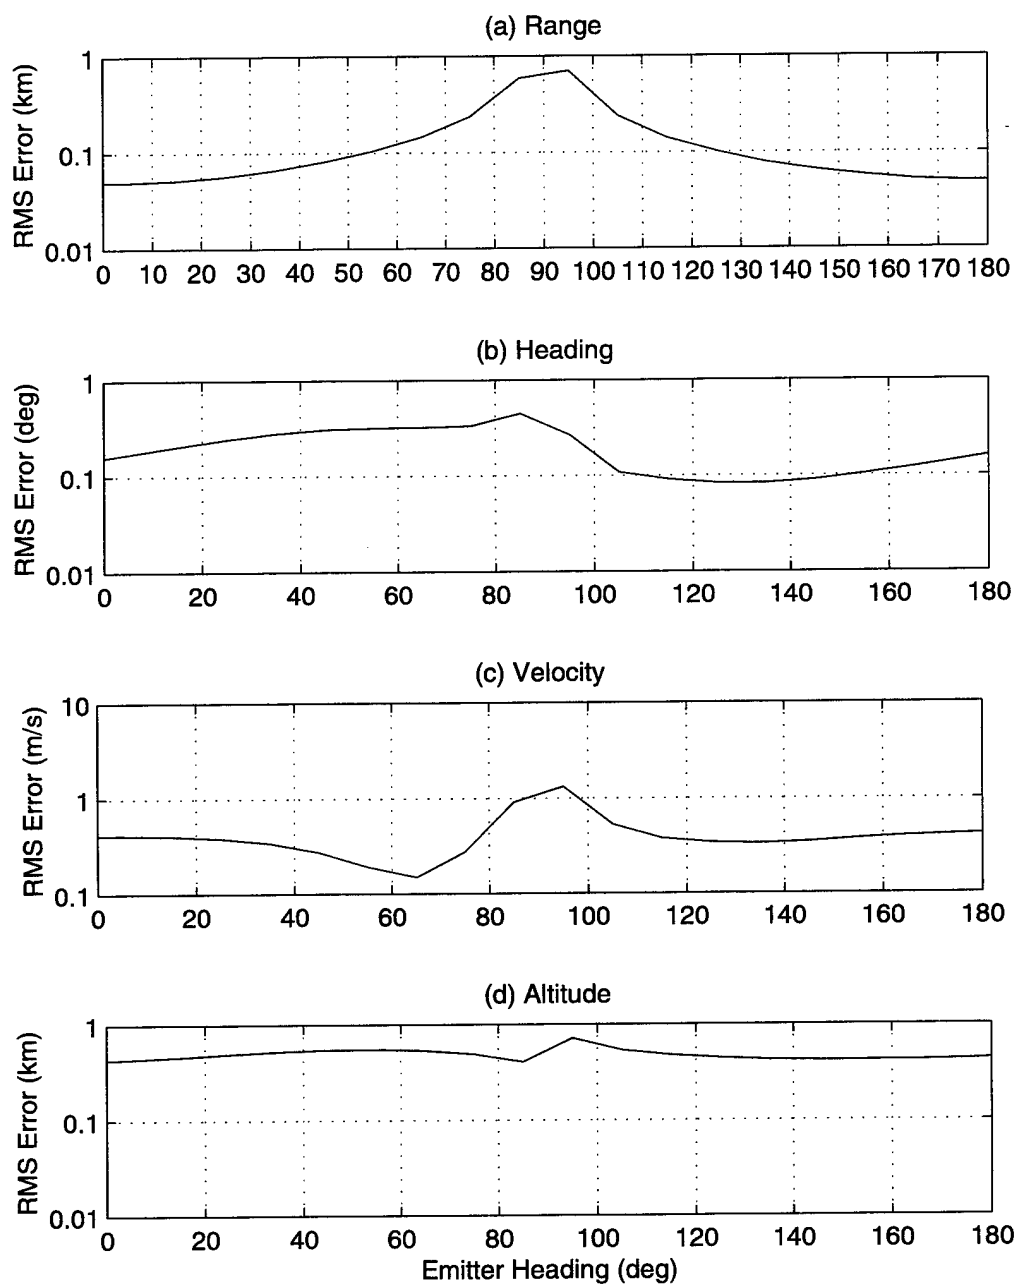 (a) Range
RMS Error (km)
1
0.1
0.01
0 10 20 30 40 50 60 70 80 90 100 110 120 130 140 150 160 170 180
(b) Heading
RMS Error (deg)
1
0.1
0.01
0 20 40 60 80 100 120 140 160 180
(c) Velocity
RMS Error (m/s)
10
1
0.1
0 20 40 60 80 100 120 140 160 180
(d) Altitude
RMS Error (km)
1
0.1
0.01
0 20 40 60 80 100 120 140 160 180
Emitter Heading (deg)